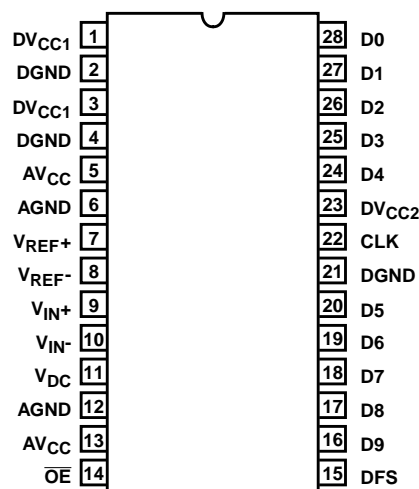 DVCC1 1 28 D0
DGND 2 27 D1
DVCC1 3 26 D2
DGND 4 25 D3
AVCC 5 24 D4
AGND 6 23 DVCC2
VREF+ 7 22 CLK
VREF- 8 21 DGND
VIN+ 9 20 D5
VIN- 10 19 D6
VDC 11 18 D7
AGND 12 17 D8
AVCC 13 16 D9
O̅E̅ 14 15 DFS